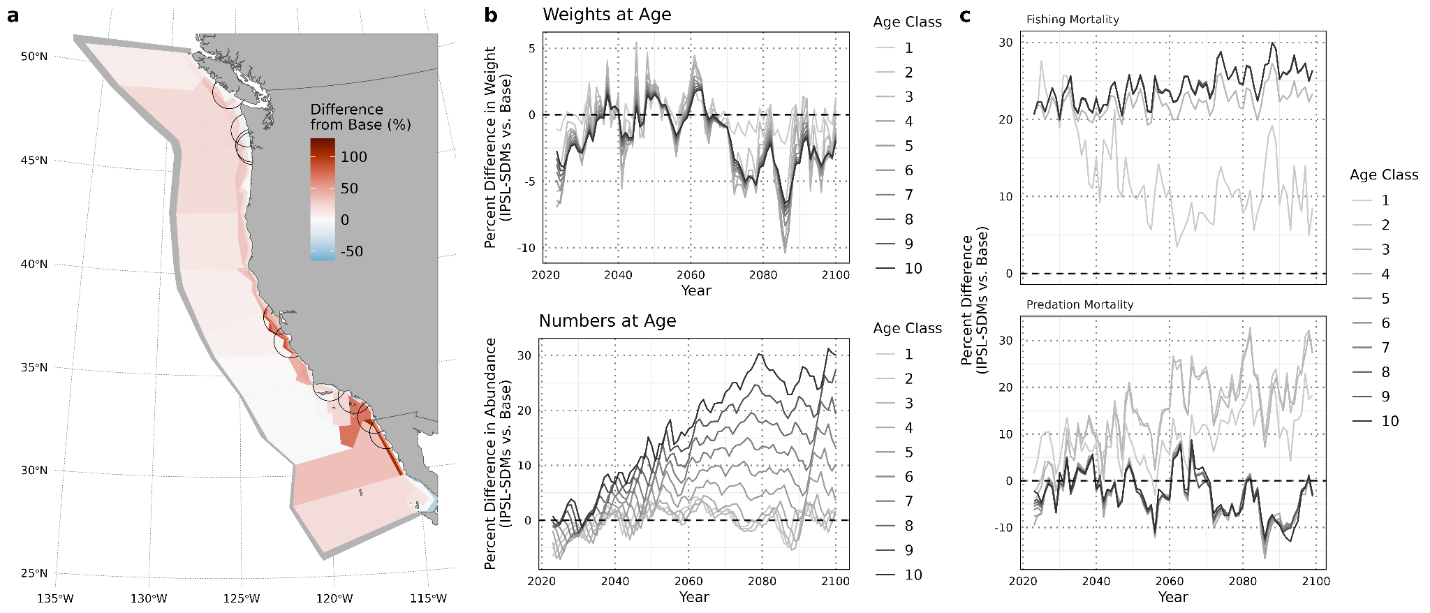 a
50°N
45°N
40°N
35°N
30°N
25°N
135°W
130°W
125°W
120°W
115°W
Difference
from Base (%)
100
50
0
-50
b
Weights at Age
Percent Difference in Weight
(IPSL-SDMs vs. Base)
5
0
-5
-10
2020
2040
2060
2080
2100
Year
Age Class
1
2
3
4
5
6
7
8
9
10
Numbers at Age
Percent Difference in Abundance
(IPSL-SDMs vs. Base)
30
20
10
0
2020
2040
2060
2080
2100
Year
Age Class
1
2
3
4
5
6
7
8
9
10
c
Fishing Mortality
30
20
10
0
Percent Difference
(IPSL-SDMs vs. Base)
Predation Mortality
30
20
10
0
-10
2020
2040
2060
2080
2100
Year
Age Class
1
2
3
4
5
6
7
8
9
10